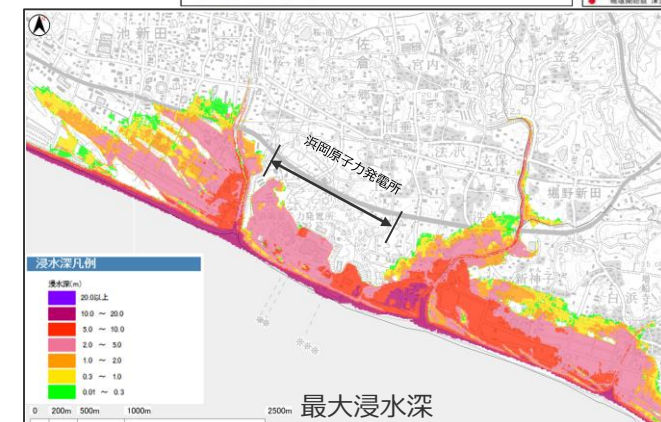 池新田
佐倉
宮内
笠名
浜岡原子力発電所
堀野新田
白浜
浸水深凡例
浸水深(m)
20.0以上
10.0 ～ 20.0
5.0 ～ 10.0
2.0 ～ 5.0
1.0 ～ 2.0
0.3 ～ 1.0
0.01 ～ 0.3
0 200m 500m 1000m 2500m
最大浸水深